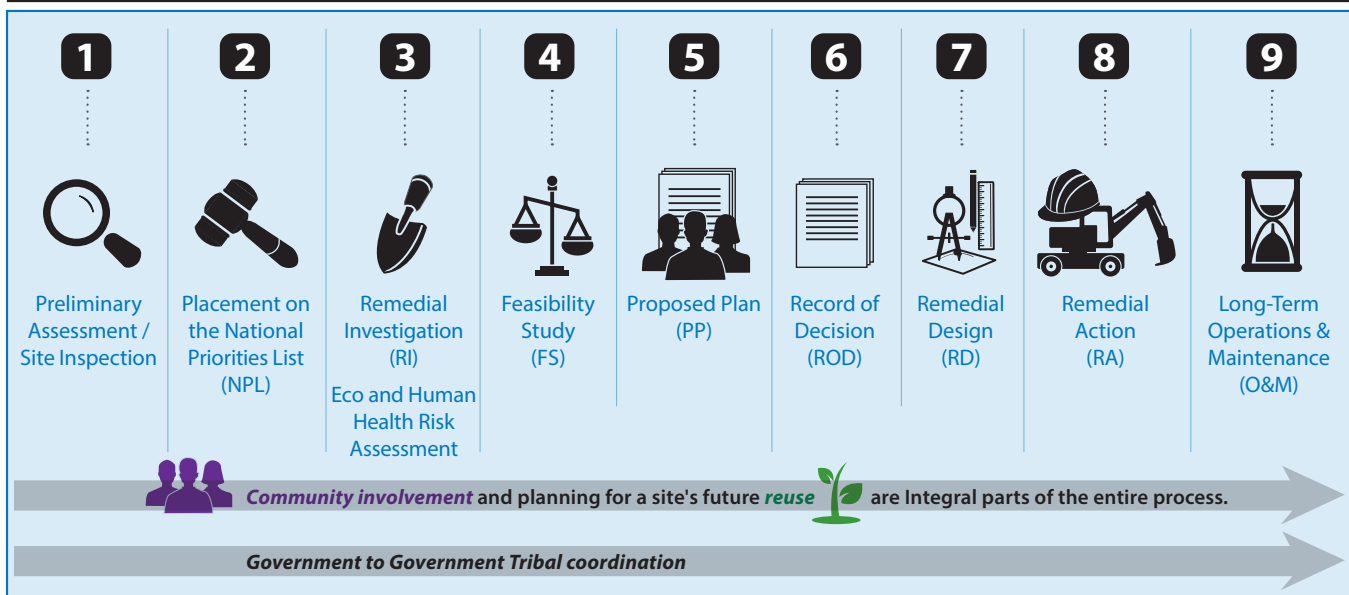 1
2
3
4
5
6
7
8
9
Preliminary
Assessment /
Site Inspection
Placement on
the National
Priorities List
(NPL)
Remedial
Investigation
(RI)
Eco and Human
Health Risk
Assessment
Feasibility
Study
(FS)
Proposed Plan
(PP)
Record of
Decision
(ROD)
Remedial
Design
(RD)
Remedial
Action
(RA)
Long-Term
Operations &
Maintenance
(O&M)
Community involvement and planning for a site's future reuse are Integral parts of the entire process.
Government to Government Tribal coordination